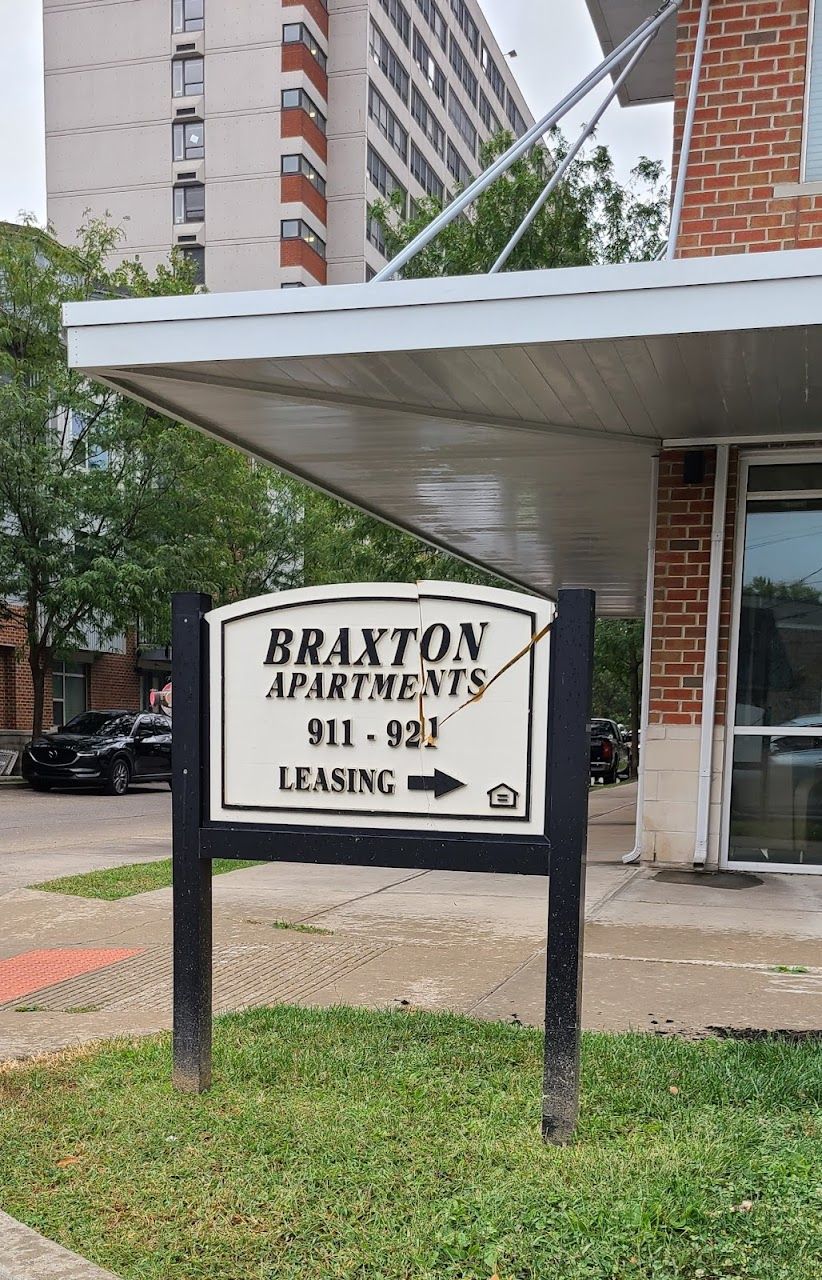 BRAXTON
APARTMENTS
911 - 921
LEASING